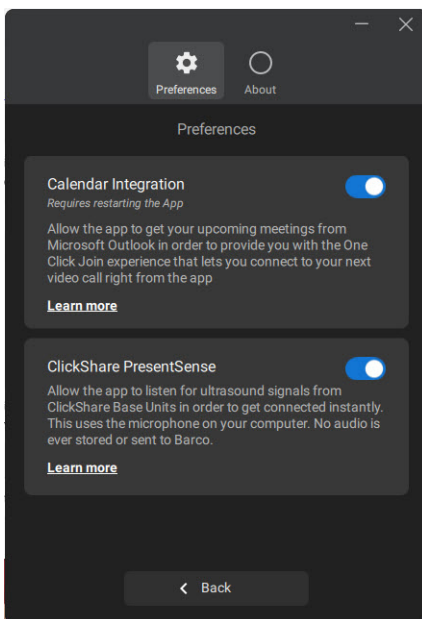 Preferences
About
Preferences
Calendar Integration
Requires restarting the App
Allow the app to get your upcoming meetings from
Microsoft Outlook in order to provide you with the One
Click Join experience that lets you connect to your next
video call right from the app
Learn more
ClickShare PresentSense
Allow the app to listen for ultrasound signals from
ClickShare Base Units in order to get connected instantly.
This uses the microphone on your computer. No audio is
ever stored or sent to Barco.
Learn more
Back